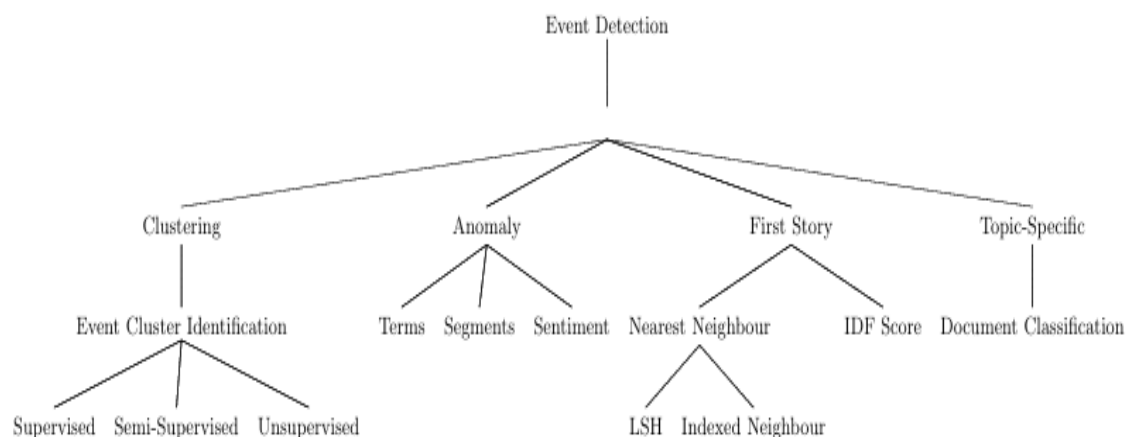 Event Detection
Clustering Anomaly First Story Topic-Specific
Event Cluster Identification Terms Segments Sentiment Nearest Neighbour IDF Score Document Classification
Supervised Semi-Supervised Unsupervised LSH Indexed Neighbour